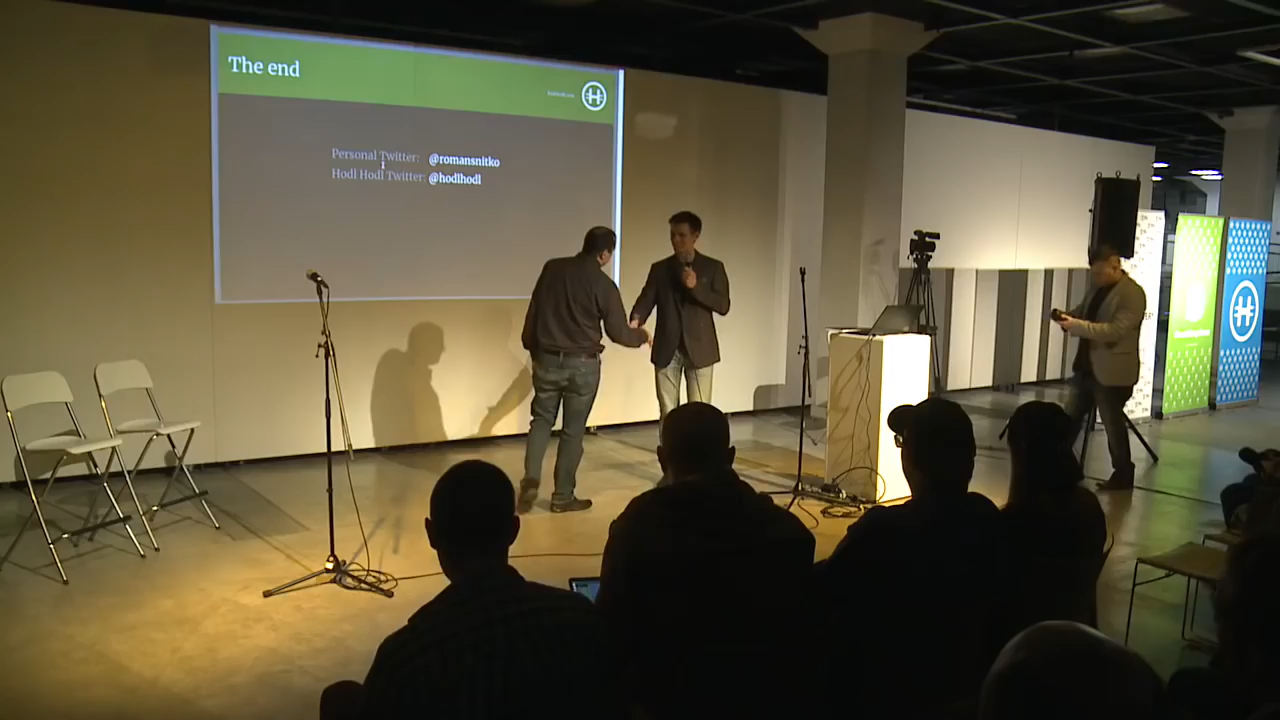 The end
Personal Twitter: @romansnitko
Hodl Hodl Twitter: @hodlhodl